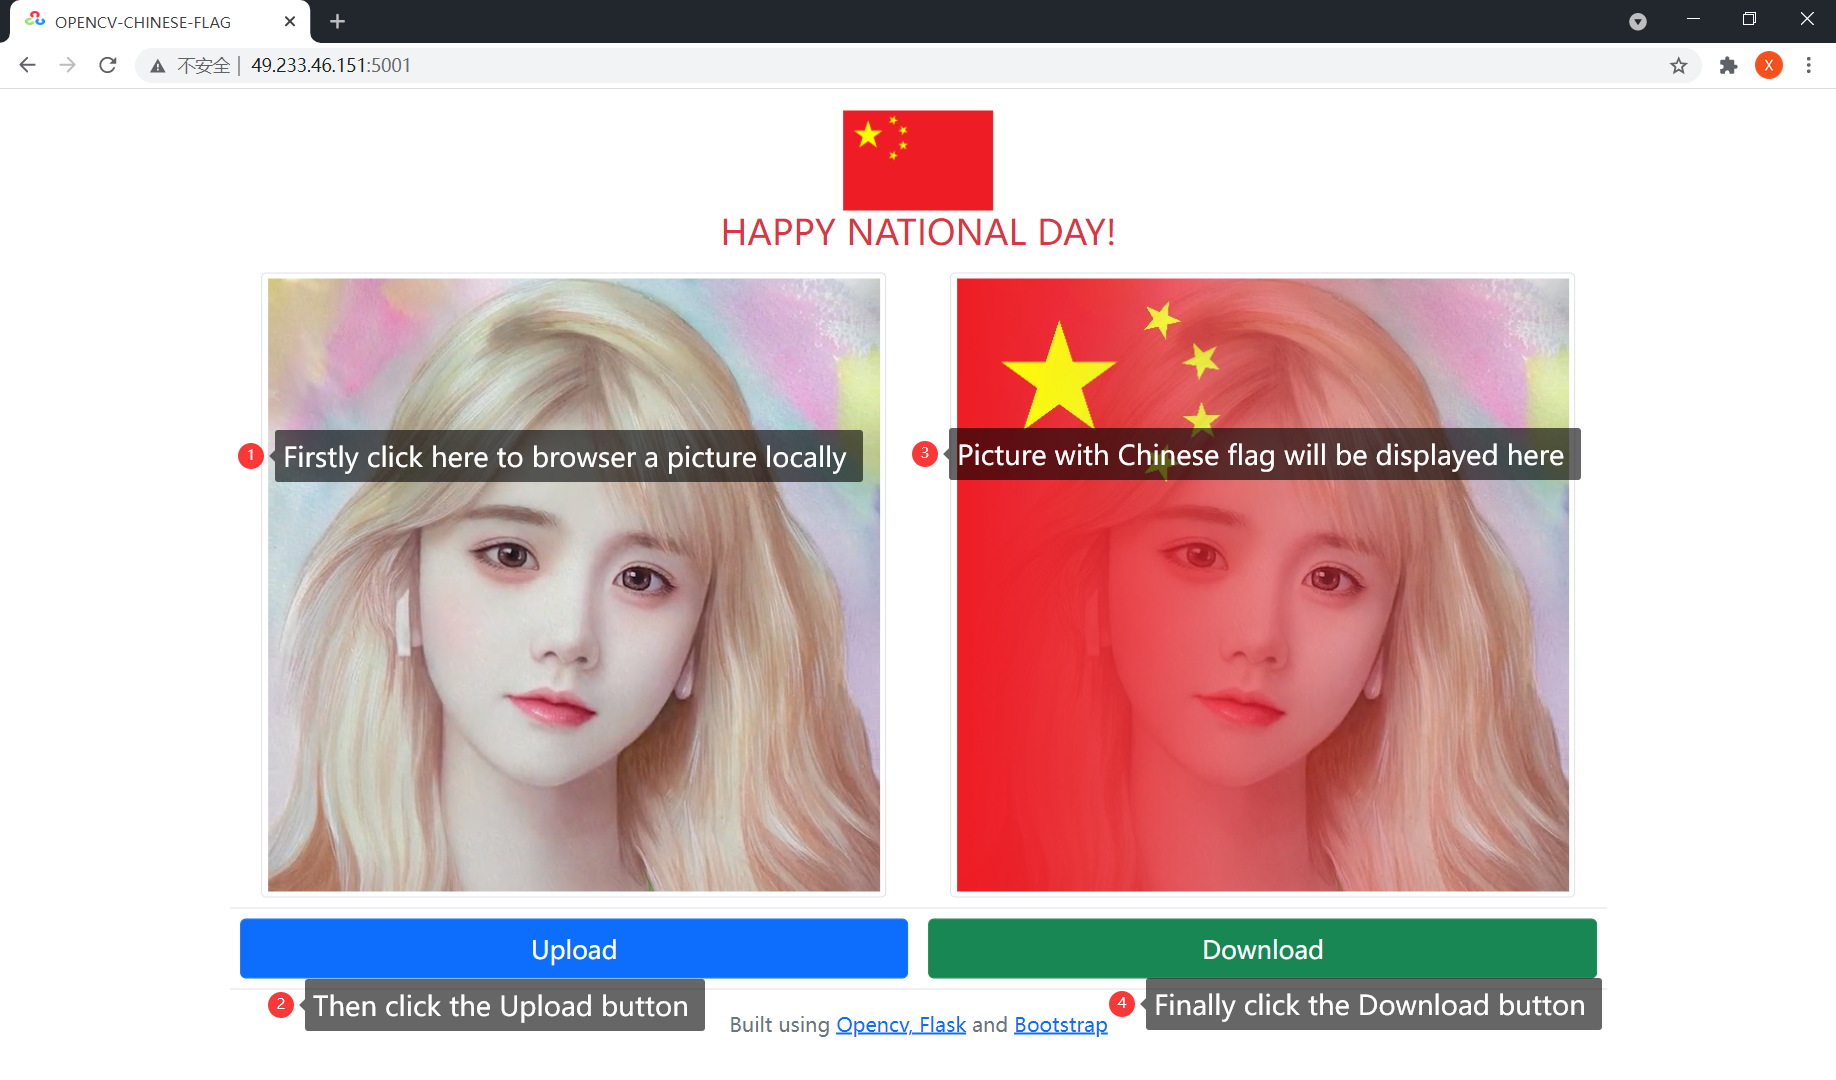 OPENCV-CHINESE-FLAG
不安全 | 49.233.46.151:5001
X
HAPPY NATIONAL DAY!
1 Firstly click here to browser a picture locally
3 Picture with Chinese flag will be displayed here
Upload
Download
2 Then click the Upload button
4 Finally click the Download button
Built using Opencv, Flask and Bootstrap